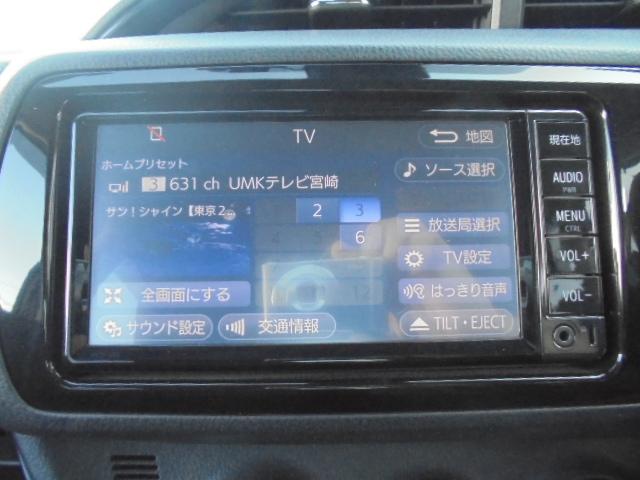 TV
地図
ホームプリセット
ソース選択
3 631 ch UMKテレビ宮崎
サン！シャイン【東京２…
2 3
6
放送局選択
TV設定
全画面にする
12
はっきり音声
サウンド設定
交通情報
TILT・EJECT
現在地
AUDIO
PWR
MENU
CTRL
VOL+
VOL-